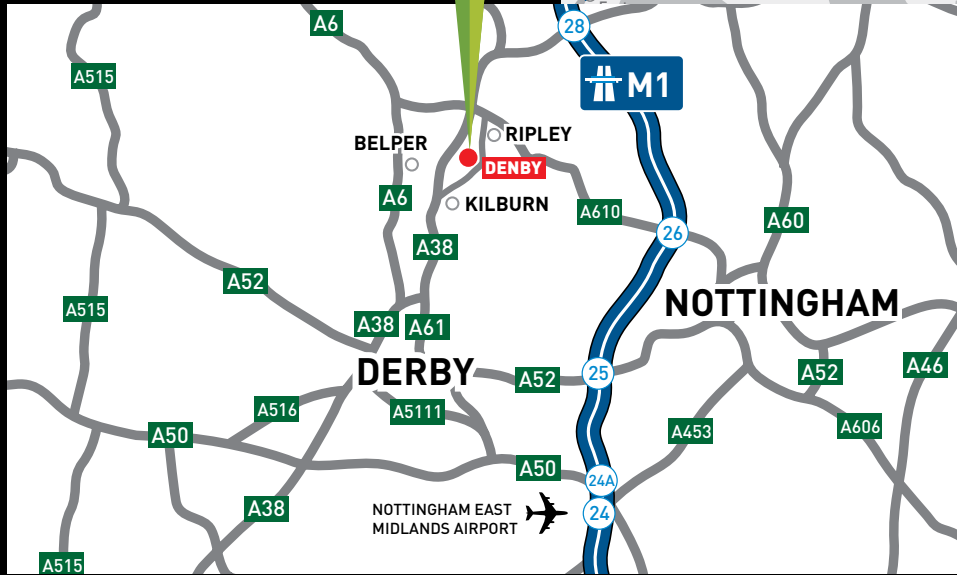 A6
28
A515
M1
RIPLEY
BELPER
DENBY
A6
KILBURN
A610
A60
26
A38
A52
A515
NOTTINGHAM
A38
A61
DERBY
A52
25
A52
A46
A516
A5111
A50
A453
A606
A50
24A
A38
NOTTINGHAM EAST
MIDLANDS AIRPORT
24
A515